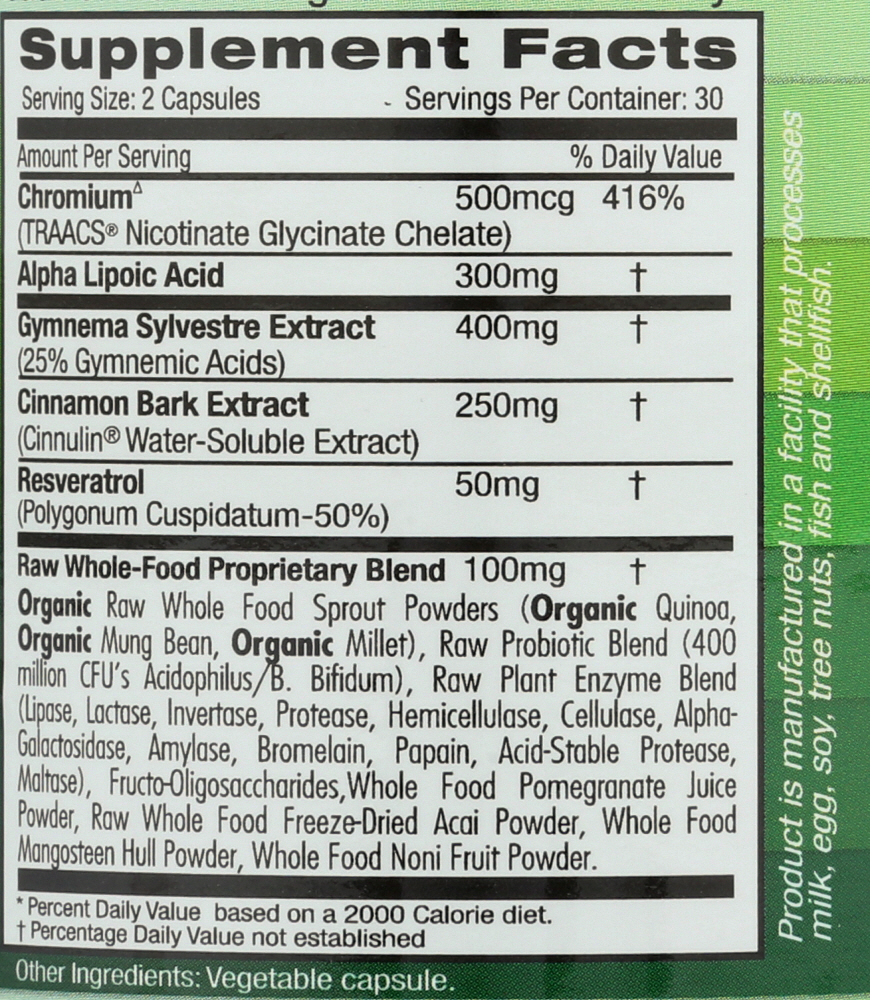 Supplement Facts
Serving Size: 2 Capsules - Servings Per Container: 30
Amount Per Serving % Daily Value
Chromium∆ 500mcg 416%
(TRAACS® Nicotinate Glycinate Chelate)
Alpha Lipoic Acid 300mg †
Gymnema Sylvestre Extract 400mg †
(25% Gymnemic Acids)
Cinnamon Bark Extract 250mg †
(Cinnulin® Water-Soluble Extract)
Resveratrol 50mg †
(Polygonum Cuspidatum-50%)
Raw Whole-Food Proprietary Blend 100mg †
Organic Raw Whole Food Sprout Powders (Organic Quinoa,
Organic Mung Bean, Organic Millet), Raw Probiotic Blend (400
million CFU's Acidophilus/B. Bifidum), Raw Plant Enzyme Blend
(Lipase, Lactase, Invertase, Protease, Hemicellulase, Cellulase, Alpha-
Galactosidase, Amylase, Bromelain, Papain, Acid-Stable Protease,
Maltase), Fructo-Oligosaccharides,Whole Food Pomegranate Juice
Powder, Raw Whole Food Freeze-Dried Acai Powder, Whole Food
Mangosteen Hull Powder, Whole Food Noni Fruit Powder.
* Percent Daily Value based on a 2000 Calorie diet.
† Percentage Daily Value not established
Other Ingredients: Vegetable capsule.
Product is manufactured in a facility that processes
milk, egg, soy, tree nuts, fish and shellfish.